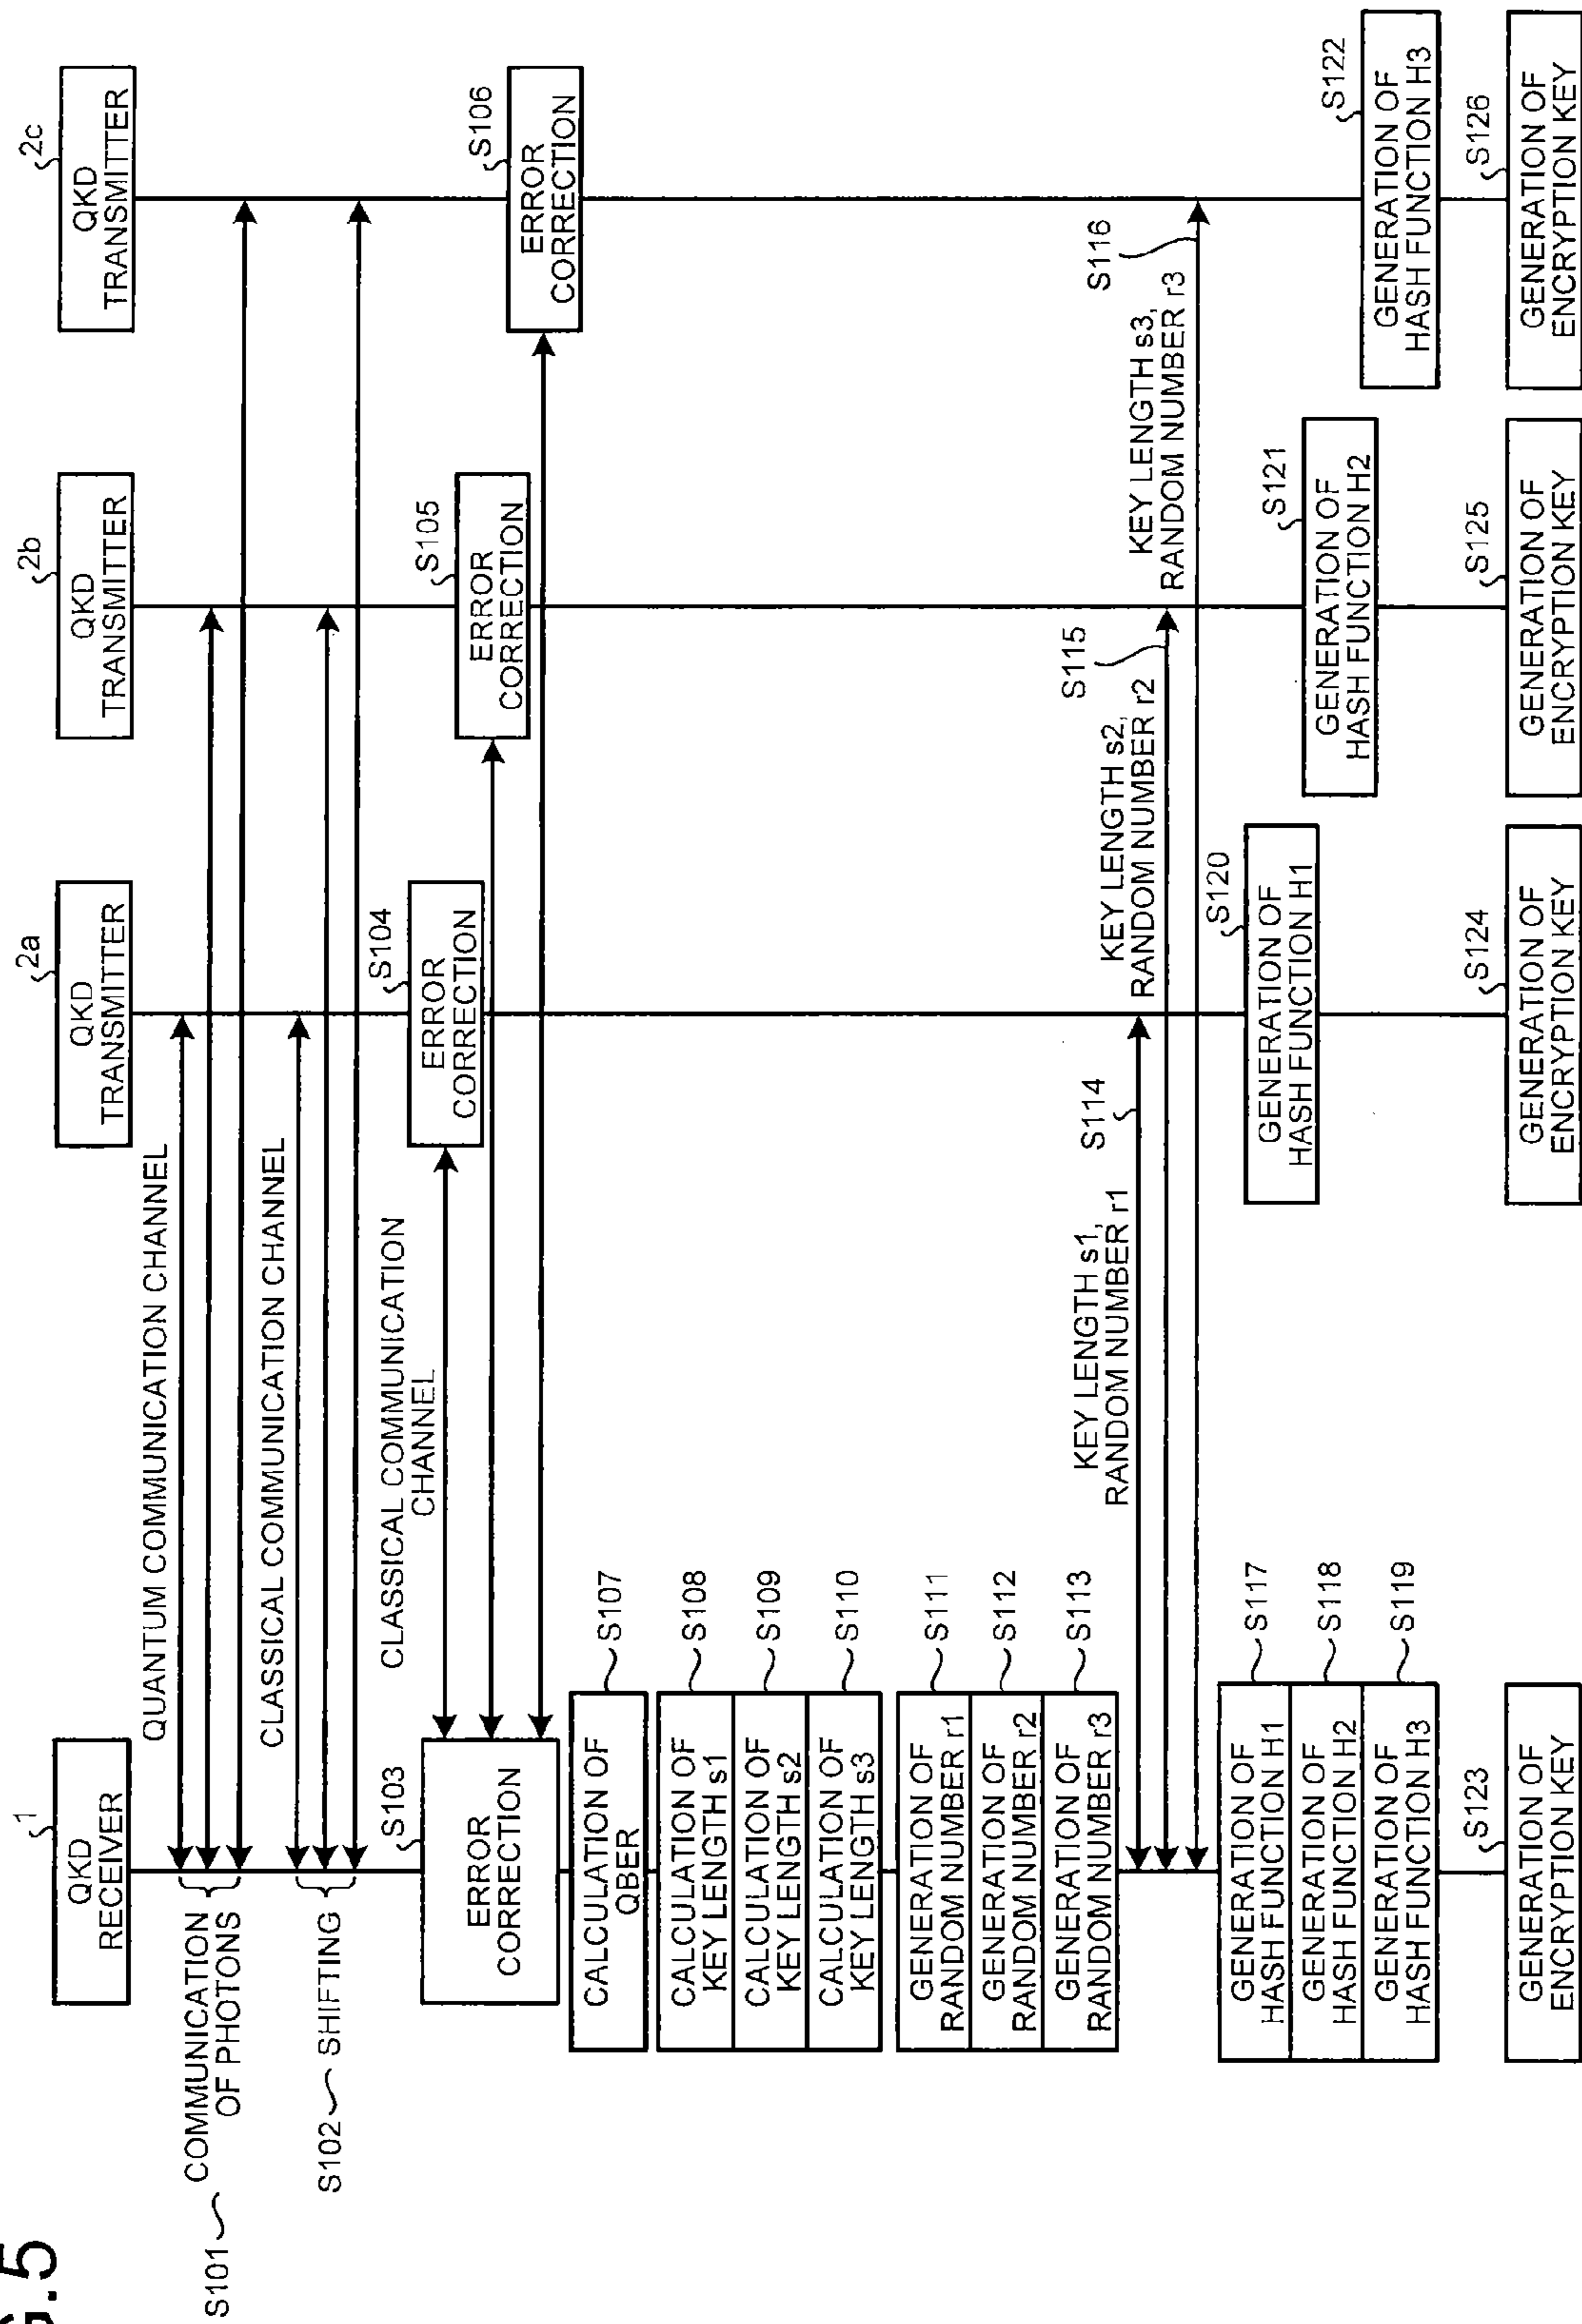 G.5
1
QKD
RECEIVER
2a
QKD
TRANSMITTER
2b
QKD
TRANSMITTER
2c
QKD
TRANSMITTER
QUANTUM COMMUNICATION CHANNEL
S101
COMMUNICATION
OF PHOTONS
CLASSICAL COMMUNICATION CHANNEL
S102
SHIFTING
CLASSICAL COMMUNICATION
CHANNEL
S103
ERROR
CORRECTION
S104
ERROR
CORRECTION
S105
ERROR
CORRECTION
S106
ERROR
CORRECTION
CALCULATION OF
QBER
S107
CALCULATION OF
KEY LENGTH s1
S108
CALCULATION OF
KEY LENGTH s2
S109
CALCULATION OF
KEY LENGTH s3
S110
GENERATION OF
RANDOM NUMBER r1
S111
GENERATION OF
RANDOM NUMBER r2
S112
GENERATION OF
RANDOM NUMBER r3
S113
KEY LENGTH s1,
RANDOM NUMBER r1
S114
KEY LENGTH s2,
RANDOM NUMBER r2
S115
KEY LENGTH s3,
RANDOM NUMBER r3
S116
GENERATION OF
HASH FUNCTION H1
S117
GENERATION OF
HASH FUNCTION H2
S118
GENERATION OF
HASH FUNCTION H3
S119
S120
GENERATION OF
HASH FUNCTION H1
S121
GENERATION OF
HASH FUNCTION H2
S122
GENERATION OF
HASH FUNCTION H3
S123
GENERATION OF
ENCRYPTION KEY
S124
GENERATION OF
ENCRYPTION KEY
S125
GENERATION OF
ENCRYPTION KEY
S126
GENERATION OF
ENCRYPTION KEY